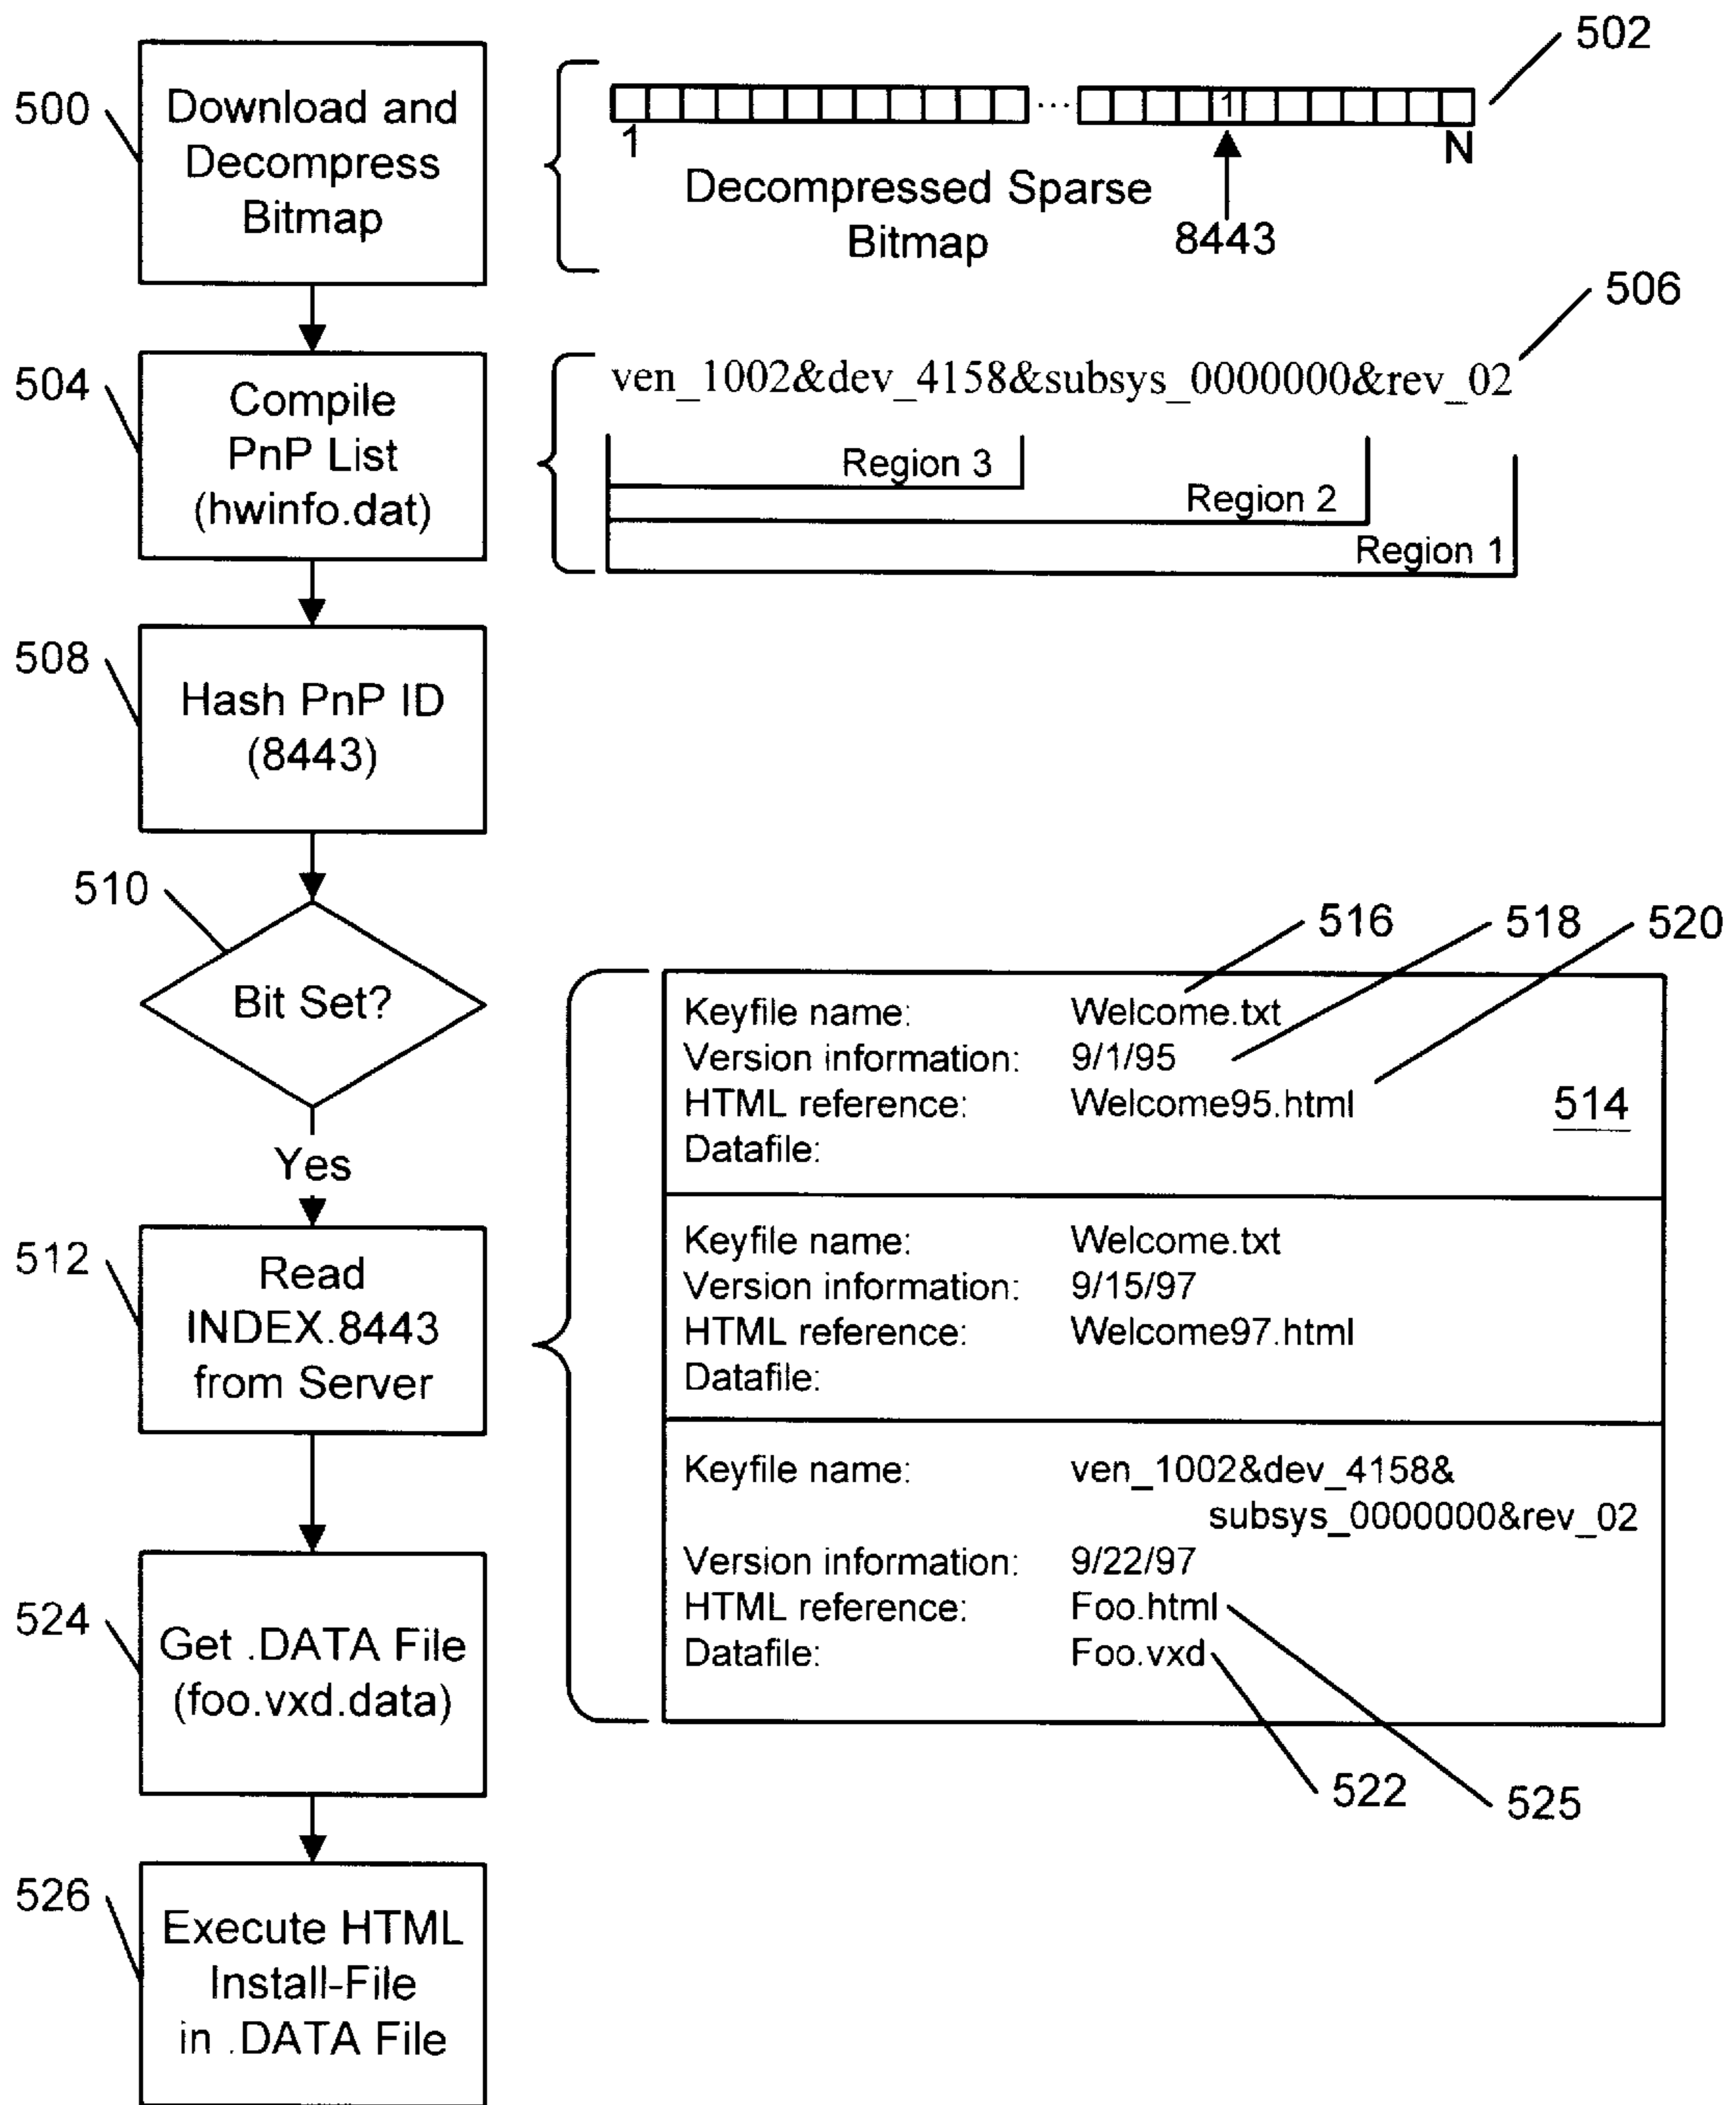 502
500
Download and
Decompress
Bitmap
1
...
1
N
Decompressed Sparse
Bitmap
8443
506
504
Compile
PnP List
(hwinfo.dat)
ven_1002&dev_4158&subsys_0000000&rev_02
Region 3
Region 2
Region 1
508
Hash PnP ID
(8443)
510
Bit Set?
Yes
516
518
520
512
Read
INDEX.8443
from Server
Keyfile name: Welcome.txt
Version information: 9/1/95
HTML reference: Welcome95.html
514
Datafile:
Keyfile name: Welcome.txt
Version information: 9/15/97
HTML reference: Welcome97.html
Datafile:
Keyfile name: ven_1002&dev_4158&
subsys_0000000&rev_02
Version information: 9/22/97
HTML reference: Foo.html
Datafile: Foo.vxd
522
525
524
Get .DATA File
(foo.vxd.data)
526
Execute HTML
Install-File
in .DATA File